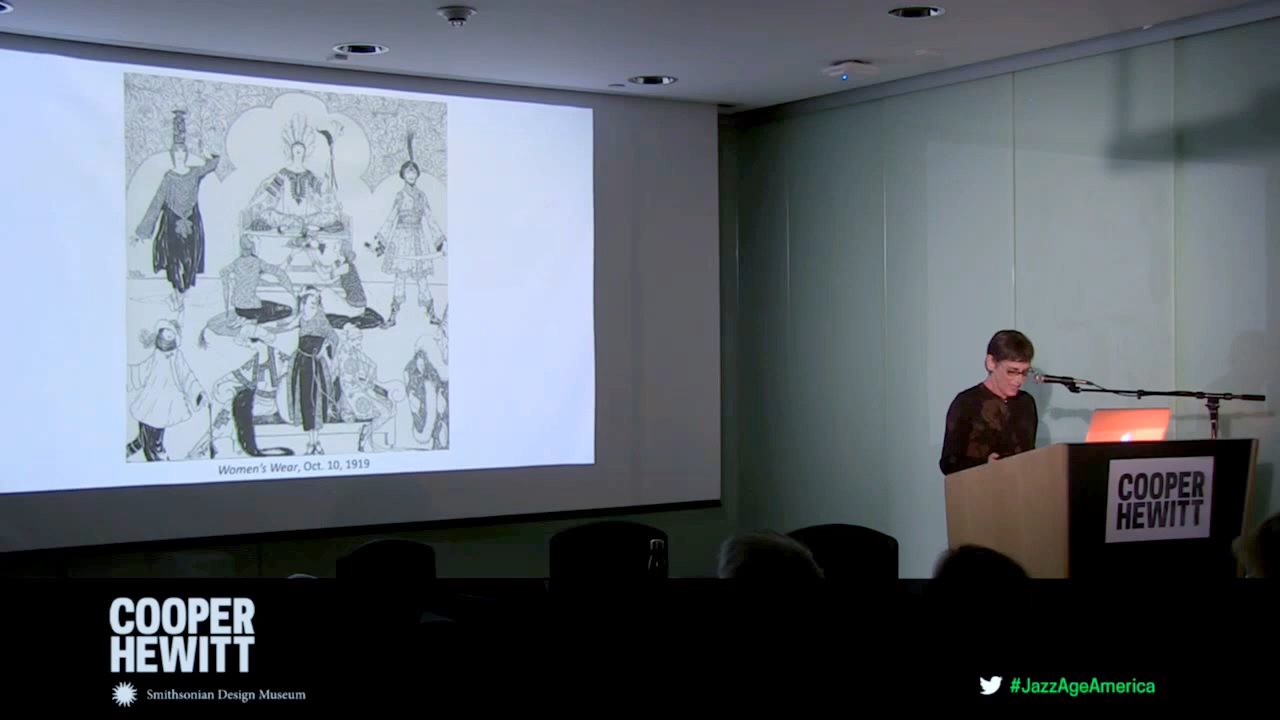 Women's Wear, Oct. 10, 1919
COOPER
HEWITT
COOPER
HEWITT
Smithsonian Design Museum
#JazzAgeAmerica